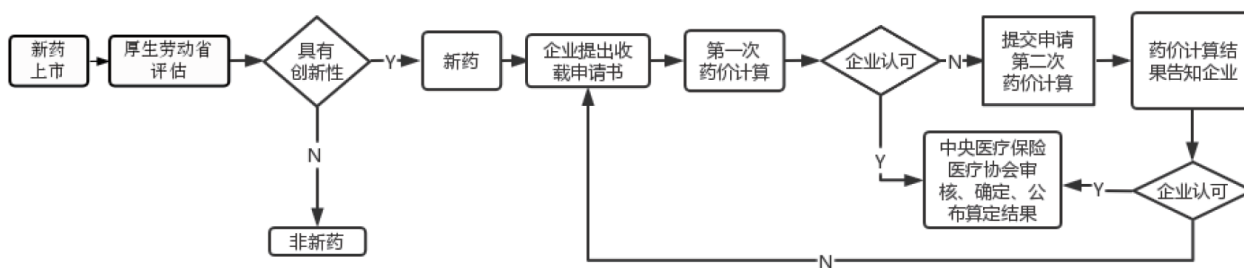 新药
上市
厚生劳动省
评估
具有
创新性
Y
新药
企业提出收
载申请书
第一次
药价计算
企业认可
N
提交申请
第二次
药价计算
药价计算结
果告知企业
N
非新药
Y
中央医疗保险
医疗协会审
核、确定、公
布算定结果
Y
企业认可
N